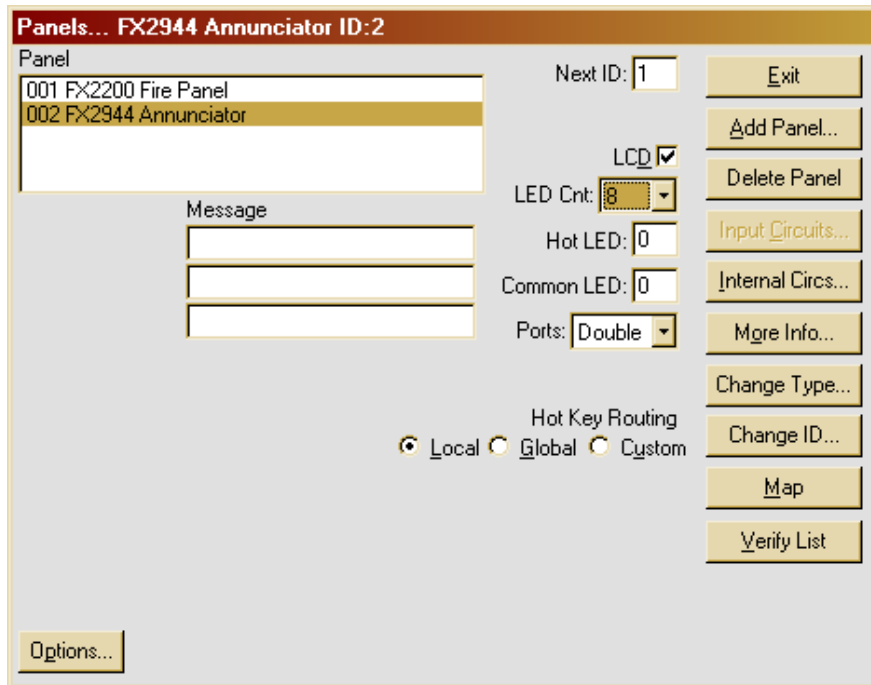 Panels... FX2944 Annunciator ID:2
Panel
001 FX2200 Fire Panel
002 FX2944 Annunciator
Message
Next ID: 1
LCD
LED Cnt: 8
Hot LED: 0
Common LED: 0
Ports: Double
Hot Key Routing
Local Global Custom
Exit
Add Panel...
Delete Panel
Input Circuits...
Internal Circs...
More Info...
Change Type...
Change ID...
Map
Verify List
Options...